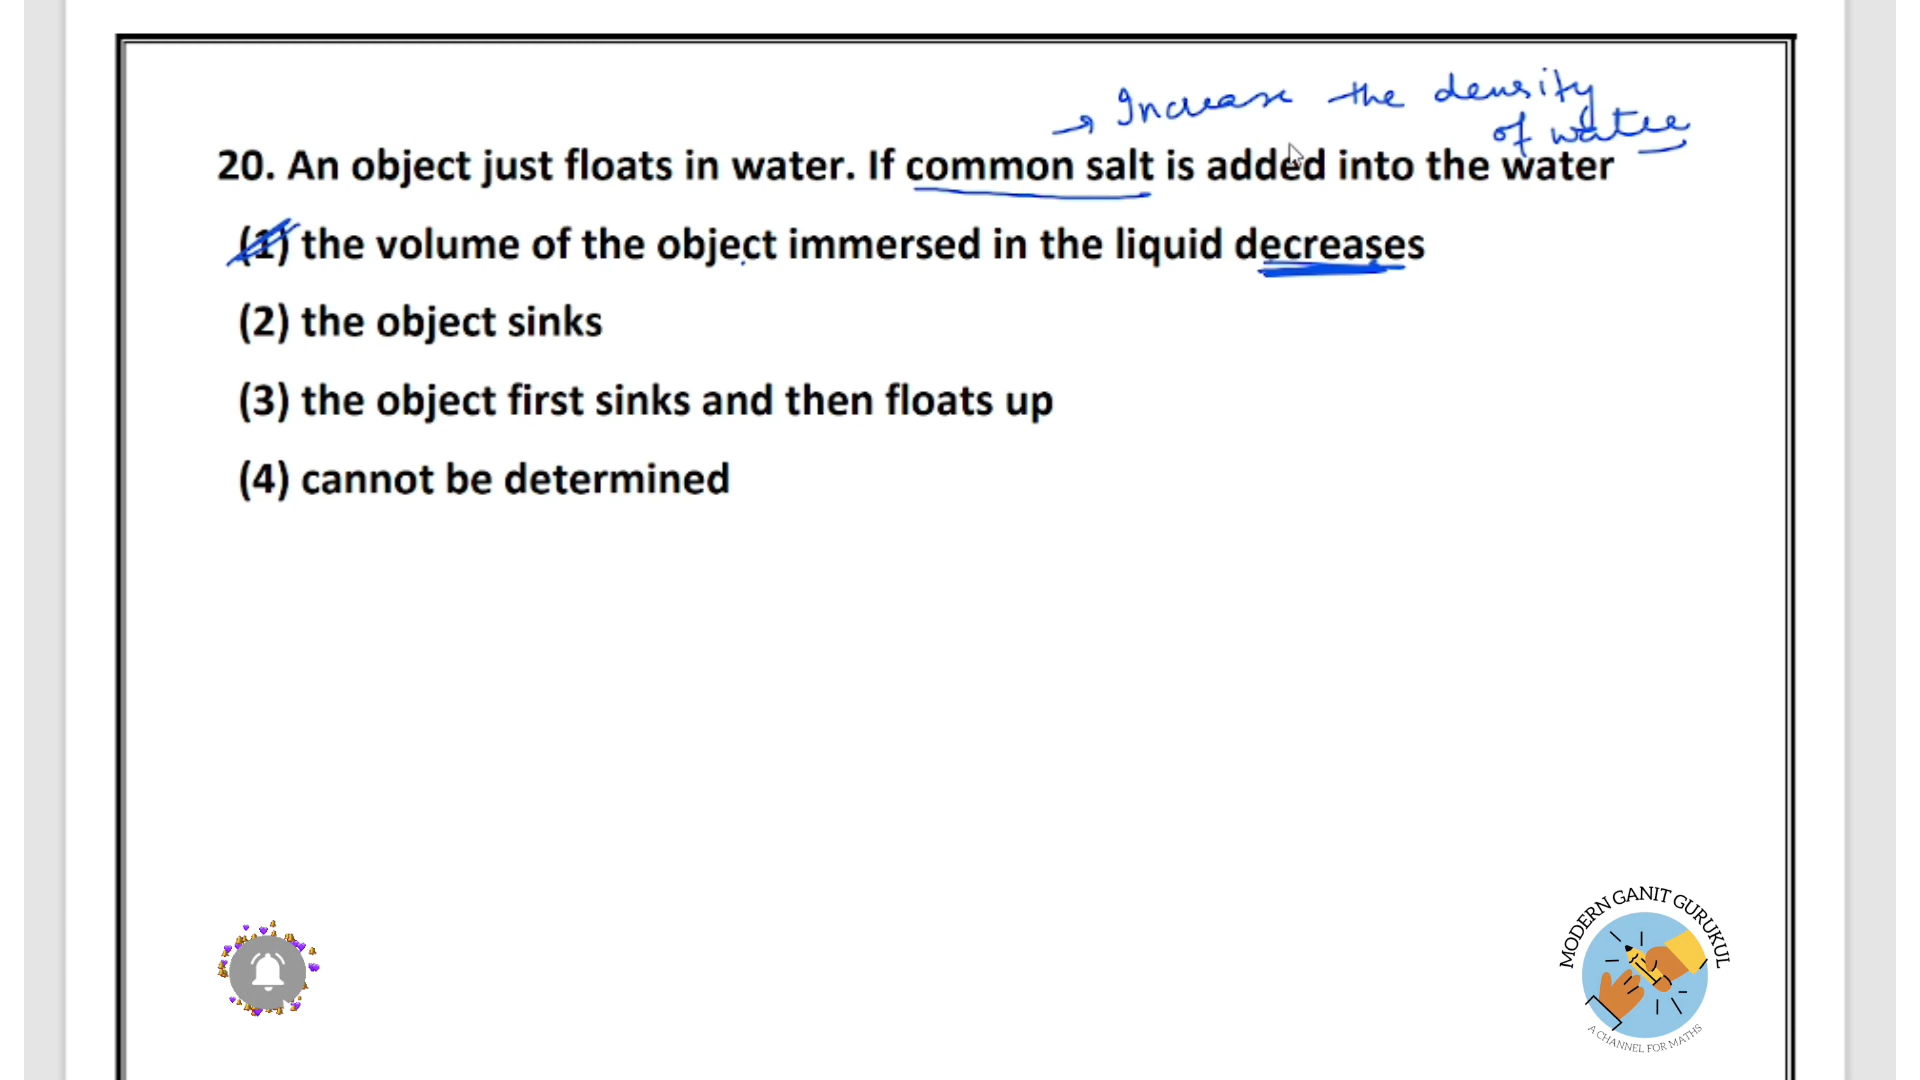 → Increase the density
of water
20. An object just floats in water. If common salt is added into the water
(1) the volume of the object immersed in the liquid decreases
(2) the object sinks
(3) the object first sinks and then floats up
(4) cannot be determined
MODERN GANIT GURUKUL
A CHANNEL FOR MATHS